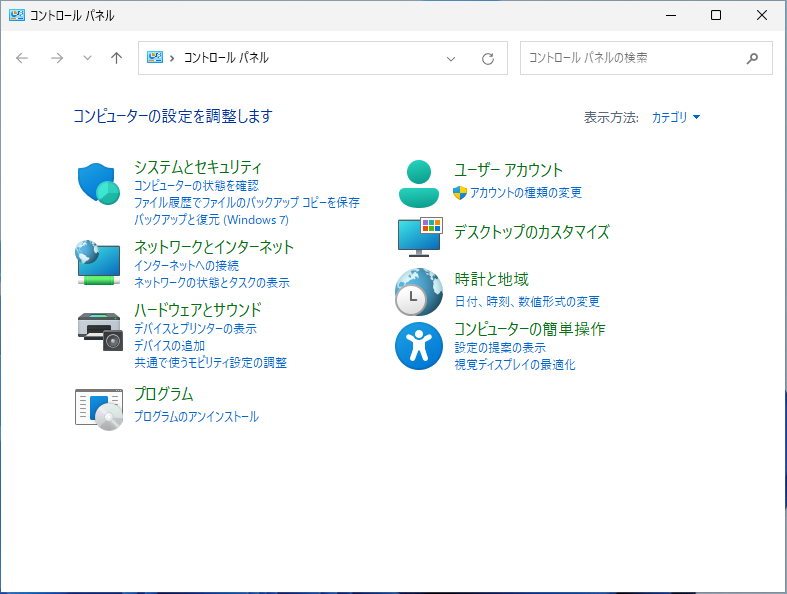 コントロール パネル
コントロール パネル
コントロール パネルの検索
コンピューターの設定を調整します
表示方法: カテゴリ
システムとセキュリティ
コンピューターの状態を確認
ファイル履歴でファイルのバックアップ コピーを保存
バックアップと復元 (Windows 7)
ネットワークとインターネット
インターネットへの接続
ネットワークの状態とタスクの表示
ハードウェアとサウンド
デバイスとプリンターの表示
デバイスの追加
共通で使うモビリティ設定の調整
プログラム
プログラムのアンインストール
ユーザー アカウント
アカウントの種類の変更
デスクトップのカスタマイズ
時計と地域
日付、時刻、数値形式の変更
コンピューターの簡単操作
設定の提案の表示
視覚ディスプレイの最適化